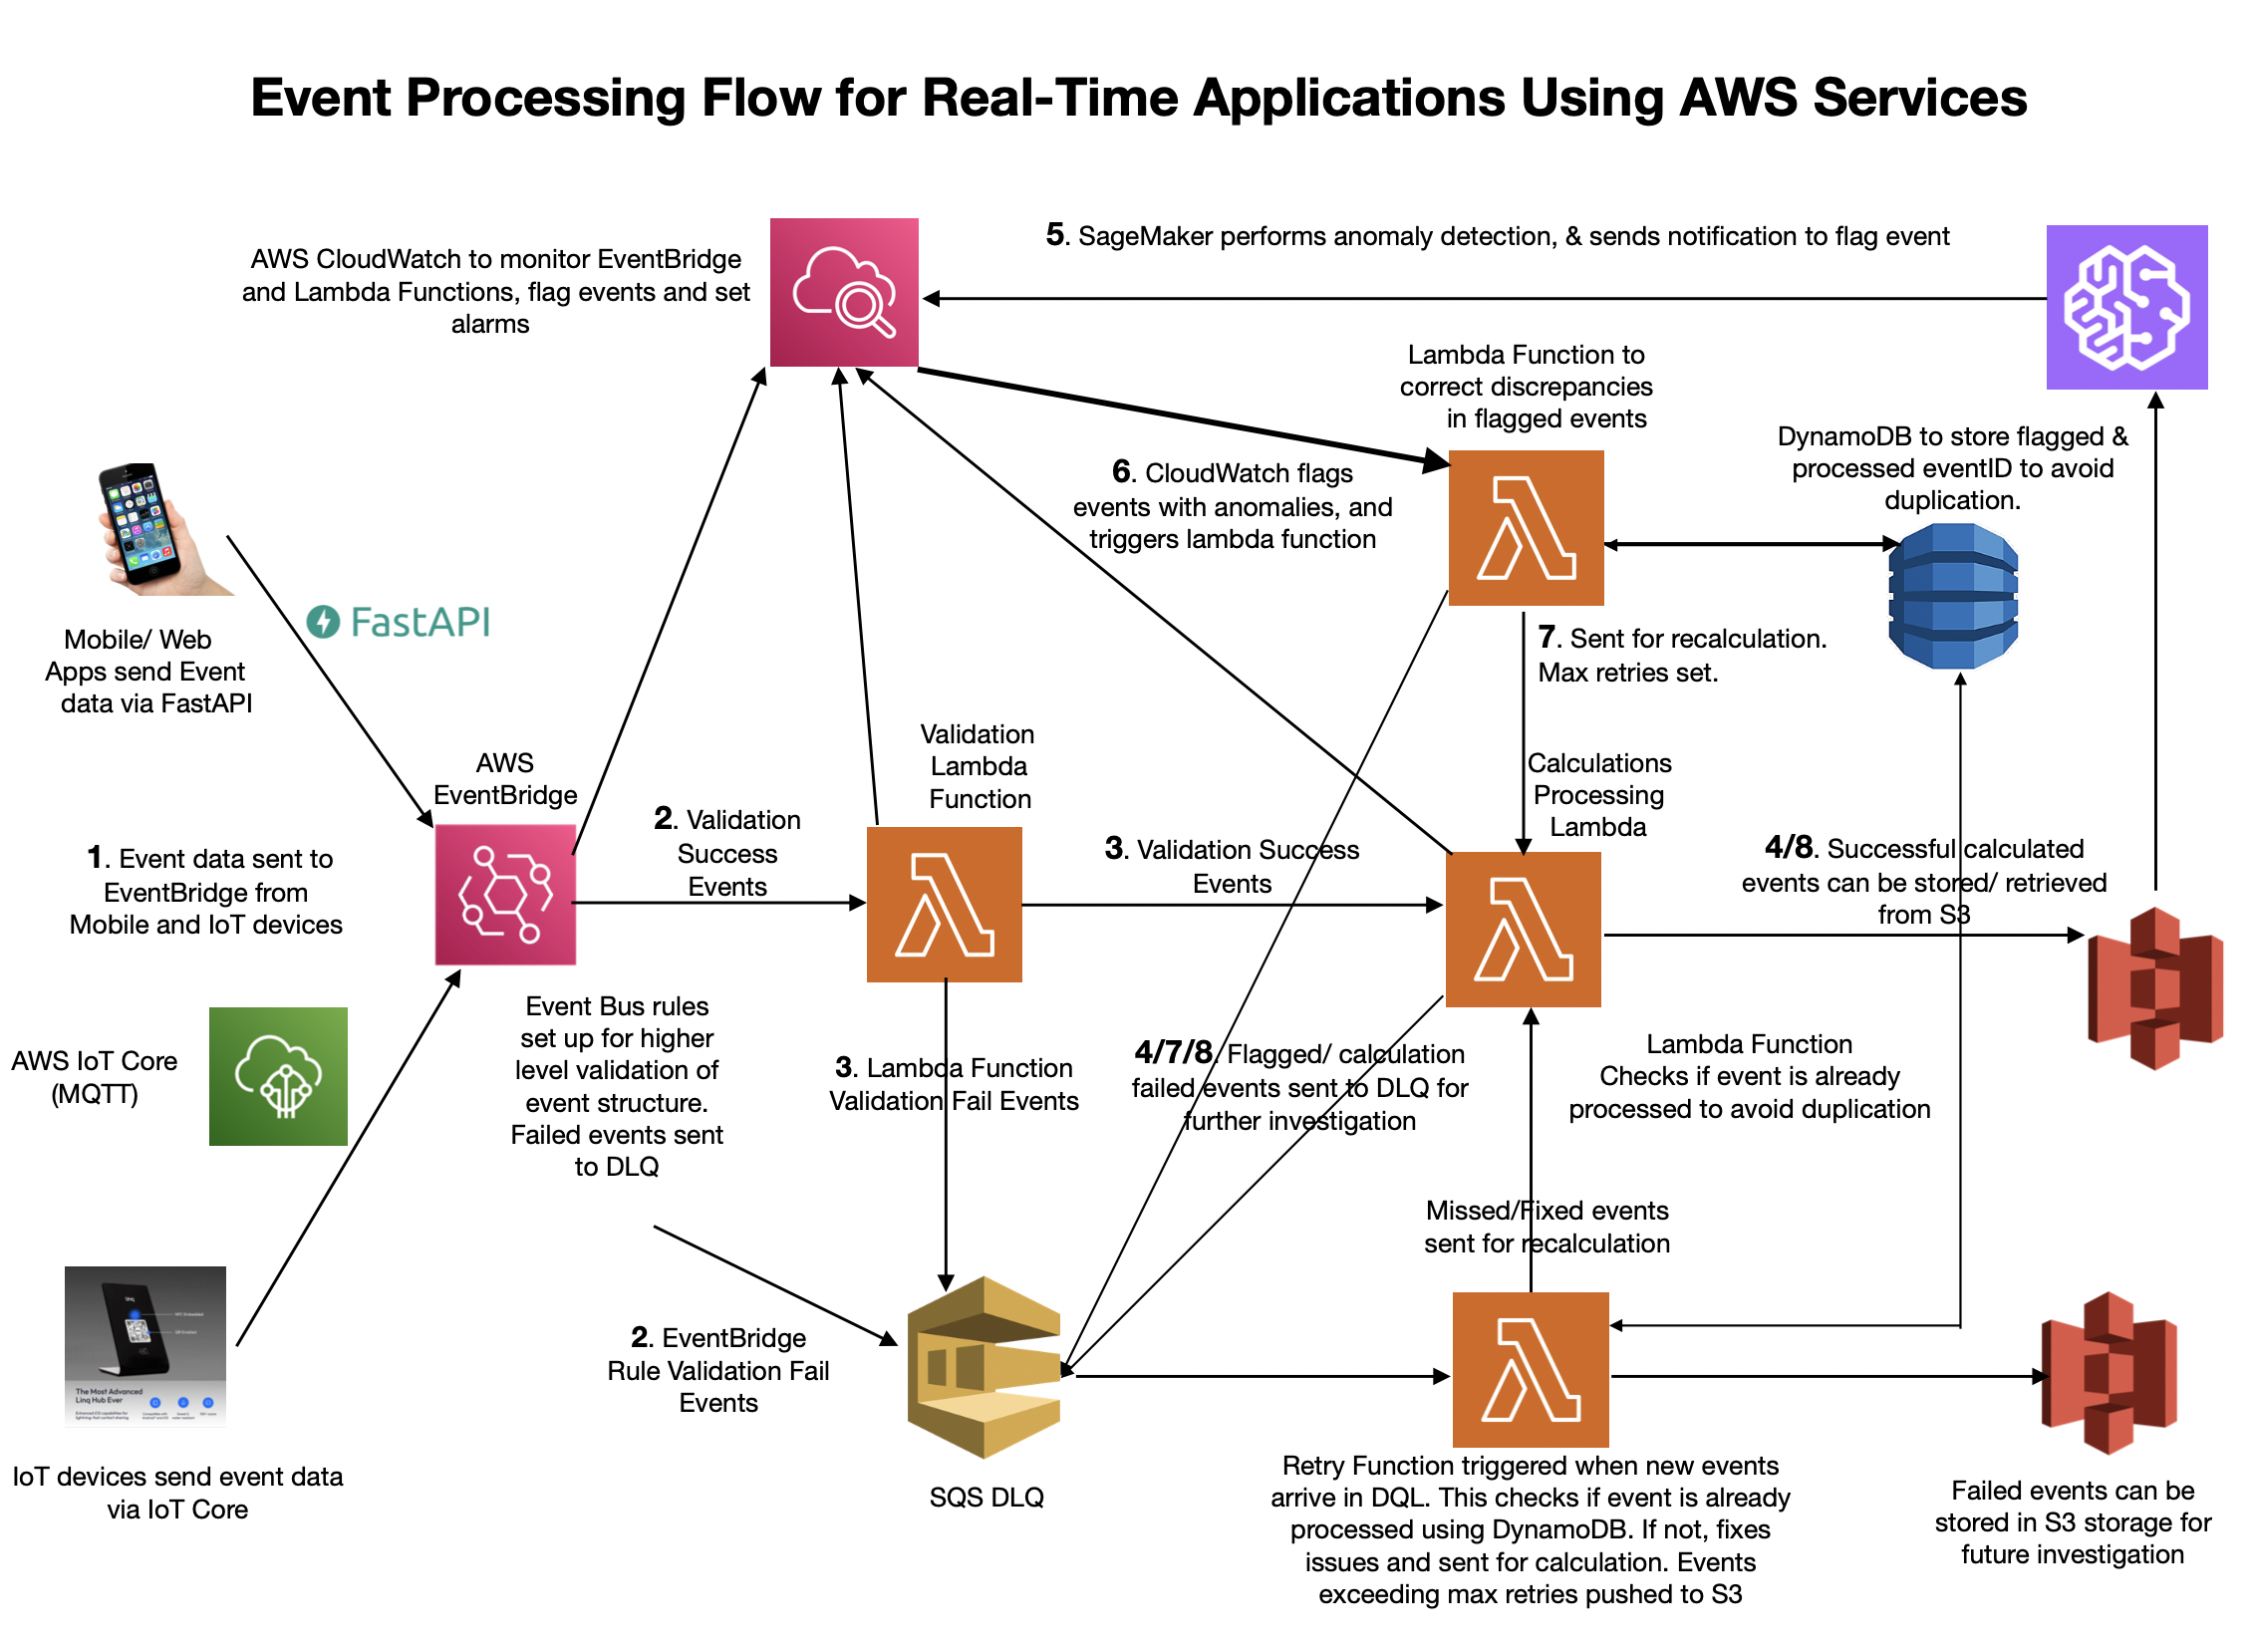 Event Processing Flow for Real-Time Applications Using AWS Services
AWS CloudWatch to monitor EventBridge
and Lambda Functions, flag events and set
alarms
5. SageMaker performs anomaly detection, & sends notification to flag event
Lambda Function to
correct discrepancies
in flagged events
DynamoDB to store flagged &
processed eventID to avoid
duplication.
6. CloudWatch flags
events with anomalies, and
triggers lambda function
FastAPI
Mobile/ Web
Apps send Event
data via FastAPI
7. Sent for recalculation.
Max retries set.
AWS
EventBridge
Validation
Lambda
Function
Calculations
Processing
Lambda
1. Event data sent to
EventBridge from
Mobile and IoT devices
2. Validation
Success
Events
3. Validation Success
Events
4/8. Successful calculated
events can be stored/ retrieved
from S3
AWS IoT Core
(MQTT)
Event Bus rules
set up for higher
level validation of
event structure.
Failed events sent
to DLQ
3. Lambda Function
Validation Fail Events
4/7/8. Flagged/ calculation
failed events sent to DLQ for
further investigation
Lambda Function
Checks if event is already
processed to avoid duplication
Missed/Fixed events
sent for recalculation
2. EventBridge
Rule Validation Fail
Events
linq
The Most Advanced
Linq Hub Ever
IoT devices send event data
via IoT Core
SQS DLQ
Retry Function triggered when new events
arrive in DQL. This checks if event is already
processed using DynamoDB. If not, fixes
issues and sent for calculation. Events
exceeding max retries pushed to S3
Failed events can be
stored in S3 storage for
future investigation